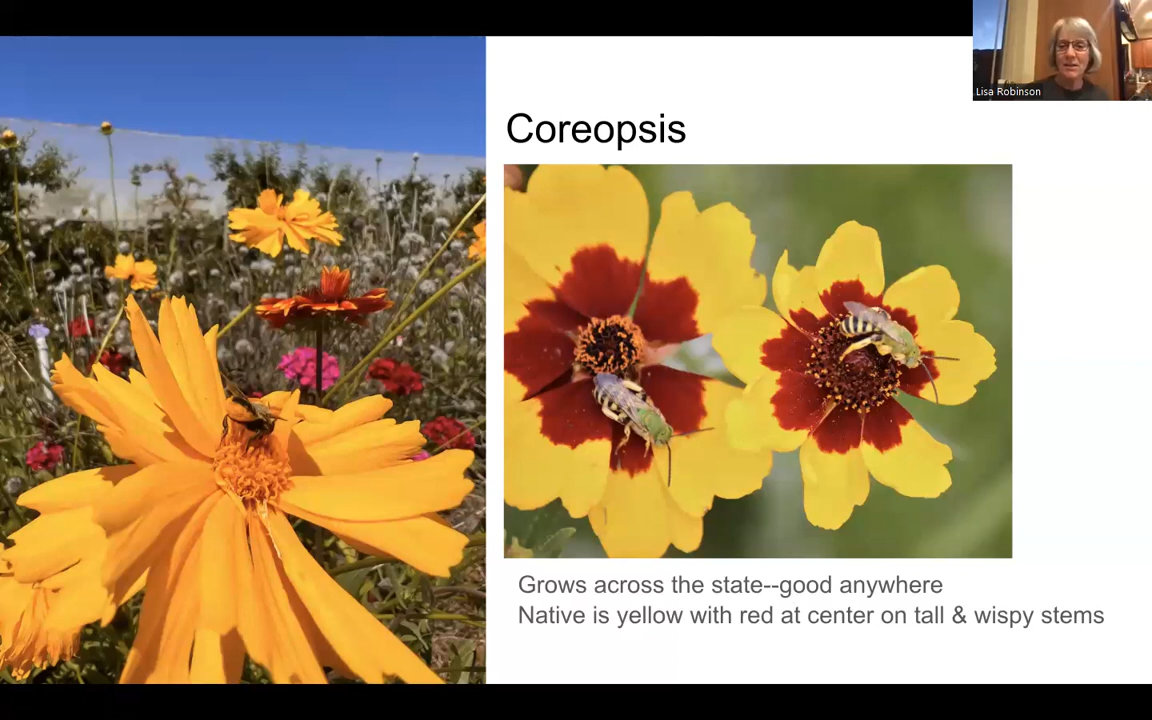 Lisa Robinson
Coreopsis
Grows across the state--good anywhere
Native is yellow with red at center on tall & wispy stems